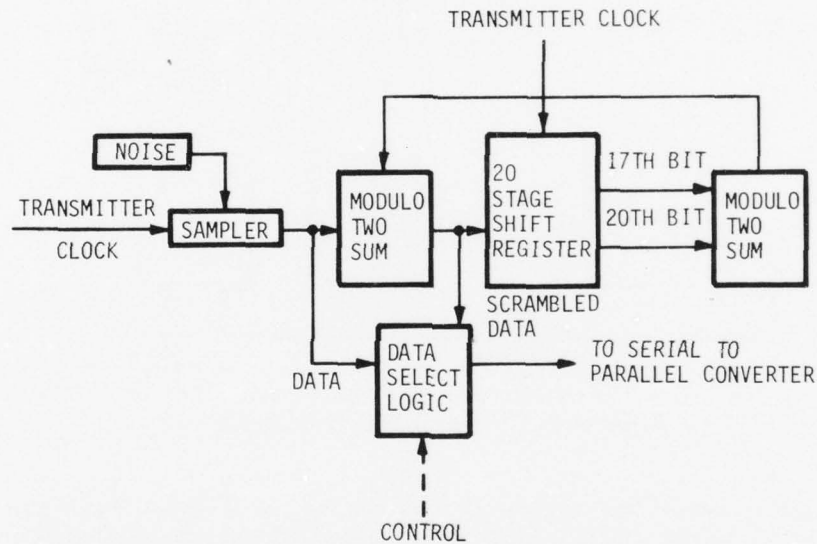 TRANSMITTER CLOCK
NOISE
TRANSMITTER
CLOCK
SAMPLER
MODULO
TWO
SUM
20
STAGE
SHIFT
REGISTER
17TH BIT
20TH BIT
MODULO
TWO
SUM
SCRAMBLED
DATA
DATA
DATA
SELECT
LOGIC
TO SERIAL TO
PARALLEL CONVERTER
CONTROL